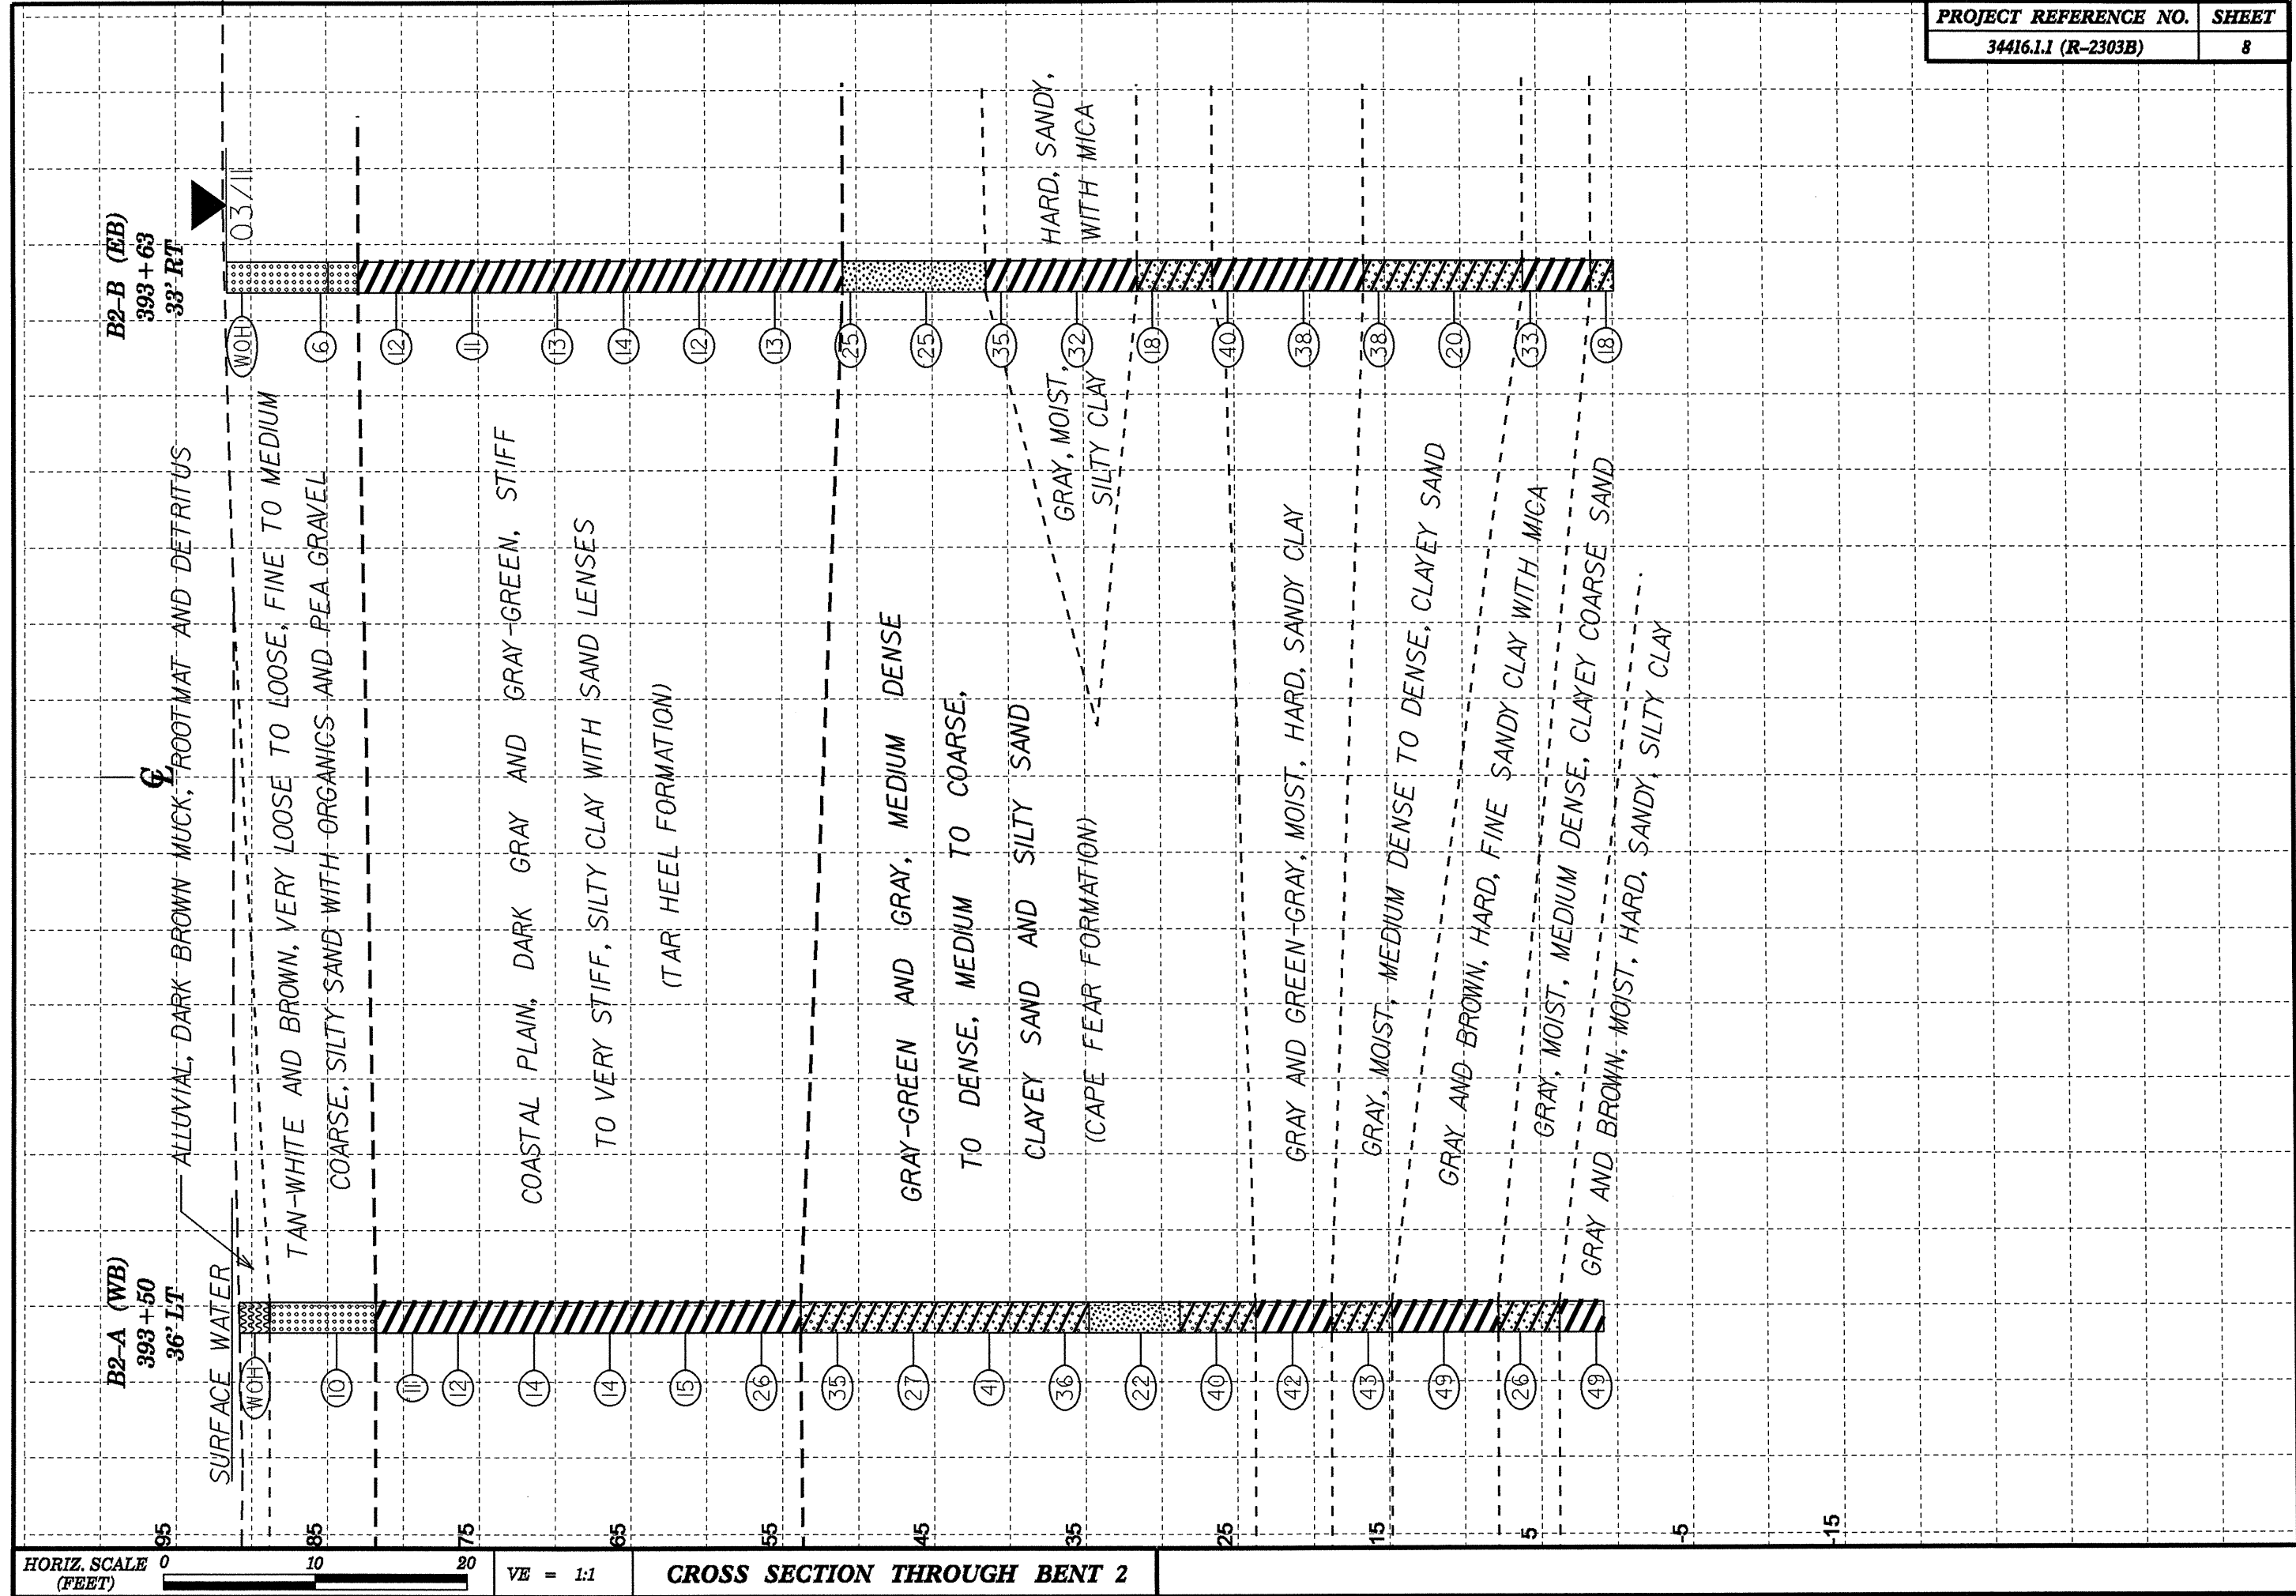 PROJECT REFERENCE NO. SHEET
34416.1.1 (R-2303B) 8
B2-A (WB)
393+50
36' LT
B2-B (EB)
393+63
33' RT
℄
SURFACE WATER
03/11
ALLUVIAL, DARK BROWN MUCK, ROOTMAT AND DETRITUS
TAN-WHITE AND BROWN, VERY LOOSE TO LOOSE, FINE TO MEDIUM
COARSE, SILTY SAND WITH ORGANICS AND PEA GRAVEL
COASTAL PLAIN, DARK GRAY AND GRAY-GREEN, STIFF
TO VERY STIFF, SILTY CLAY WITH SAND LENSES
(TAR HEEL FORMATION)
GRAY-GREEN AND GRAY, MEDIUM DENSE
TO DENSE, MEDIUM TO COARSE,
CLAYEY SAND AND SILTY SAND
(CAPE FEAR FORMATION)
GRAY, MOIST,
SILTY CLAY
HARD, SANDY,
WITH MICA
GRAY AND GREEN-GRAY, MOIST, HARD, SANDY CLAY
GRAY, MOIST, MEDIUM DENSE TO DENSE, CLAYEY SAND
GRAY AND BROWN, HARD, FINE SANDY CLAY WITH MICA
GRAY, MOIST, MEDIUM DENSE, CLAYEY COARSE SAND
GRAY AND BROWN, MOIST, HARD, SANDY, SILTY CLAY
WOH
10
11
12
14
14
15
26
35
27
41
36
22
40
42
43
49
26
49
WOH
6
12
11
13
14
12
13
25
25
35
32
18
40
38
38
20
33
18
95
85
75
65
55
45
35
25
15
5
-5
-15
HORIZ. SCALE 0 10 20
(FEET)
VE = 1:1
CROSS SECTION THROUGH BENT 2